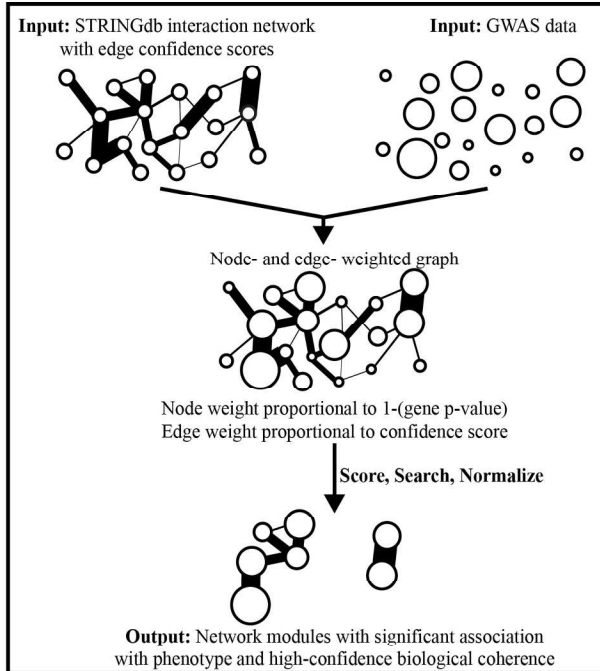 Input: STRINGdb interaction network
with edge confidence scores
Input: GWAS data
Node- and edge- weighted graph
Node weight proportional to 1-(gene p-value)
Edge weight proportional to confidence score
Score, Search, Normalize
Output: Network modules with significant association
with phenotype and high-confidence biological coherence